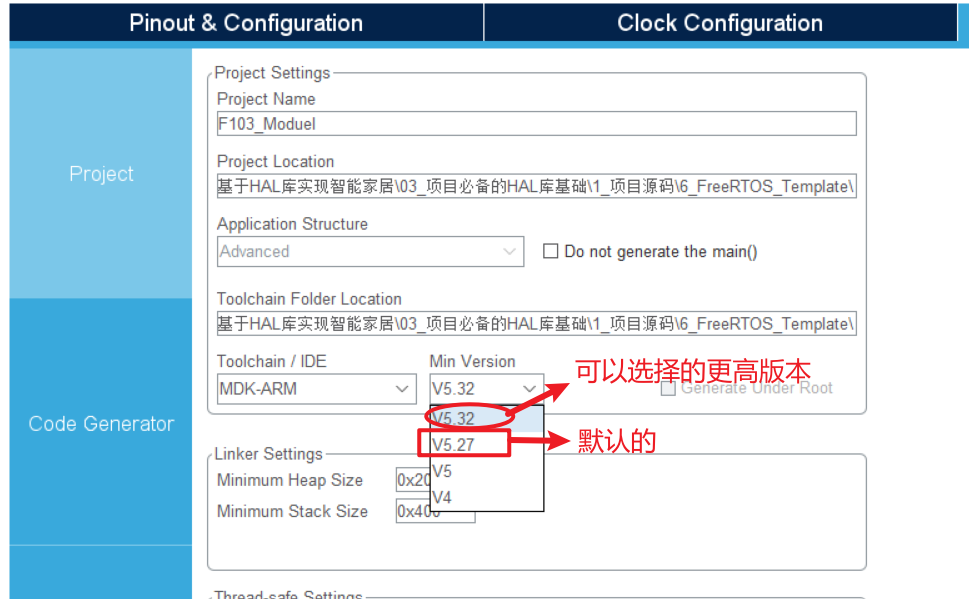 Pinout & Configuration
Clock Configuration
Project
Code Generator
Project Settings
Project Name
F103_Moduel
Project Location
基于HAL库实现智能家居\03_项目必备的HAL库基础\1_项目源码\6_FreeRTOS_Template\
Application Structure
Advanced
Do not generate the main()
Toolchain Folder Location
基于HAL库实现智能家居\03_项目必备的HAL库基础\1_项目源码\6_FreeRTOS_Template\
Toolchain / IDE
Min Version
MDK-ARM
V5.32
可以选择的更高版本
Generate Under Root
V5.32
V5.27
默认的
V5
V4
Linker Settings
Minimum Heap Size
0x20
Minimum Stack Size
0x400
Thread-safe Settings